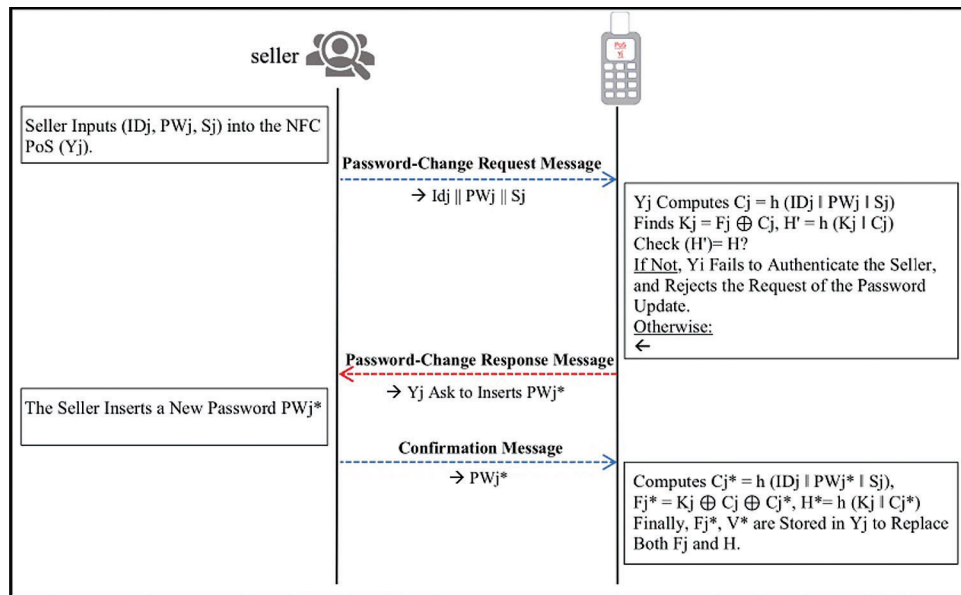 seller
PoS
Yj
Seller Inputs (IDj, PWj, Sj) into the NFC
PoS (Yj).
Password-Change Request Message
→ Idj || PWj || Sj
Yj Computes Cj = h (IDj ‖ PWj ‖ Sj)
Finds Kj = Fj ⊕ Cj, H' = h (Kj ‖ Cj)
Check (H')= H?
If Not, Yi Fails to Authenticate the Seller,
and Rejects the Request of the Password
Update.
Otherwise:
←
Password-Change Response Message
→ Yj Ask to Inserts PWj*
The Seller Inserts a New Password PWj*
Confirmation Message
→ PWj*
Computes Cj* = h (IDj ‖ PWj* ‖ Sj),
Fj* = Kj ⊕ Cj ⊕ Cj*, H*= h (Kj ‖ Cj*)
Finally, Fj*, V* are Stored in Yj to Replace
Both Fj and H.